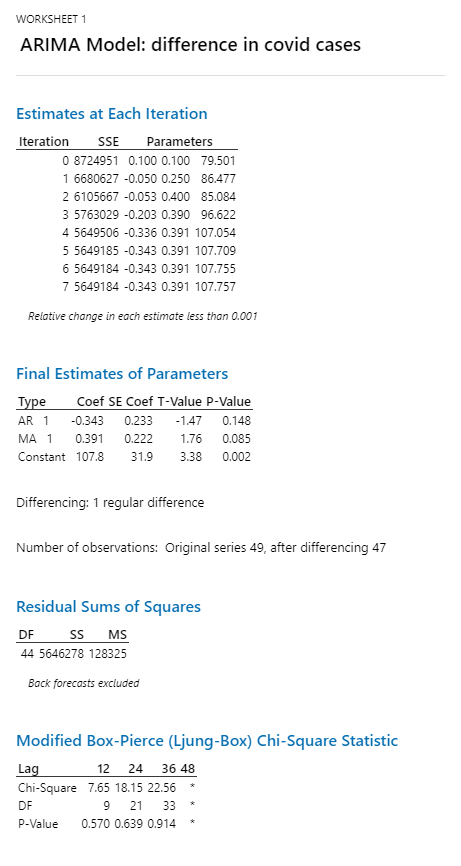 WORKSHEET 1
ARIMA Model: difference in covid cases
Estimates at Each Iteration
Iteration SSE Parameters
0 8724951 0.100 0.100 79.501
1 6680627 -0.050 0.250 86.477
2 6105667 -0.053 0.400 85.084
3 5763029 -0.203 0.390 96.622
4 5649506 -0.336 0.391 107.054
5 5649185 -0.343 0.391 107.709
6 5649184 -0.343 0.391 107.755
7 5649184 -0.343 0.391 107.757
Relative change in each estimate less than 0.001
Final Estimates of Parameters
Type Coef SE Coef T-Value P-Value
AR 1 -0.343 0.233 -1.47 0.148
MA 1 0.391 0.222 1.76 0.085
Constant 107.8 31.9 3.38 0.002
Differencing: 1 regular difference
Number of observations: Original series 49, after differencing 47
Residual Sums of Squares
DF SS MS
44 5646278 128325
Back forecasts excluded
Modified Box-Pierce (Ljung-Box) Chi-Square Statistic
Lag 12 24 36 48
Chi-Square 7.65 18.15 22.56 *
DF 9 21 33 *
P-Value 0.570 0.639 0.914 *